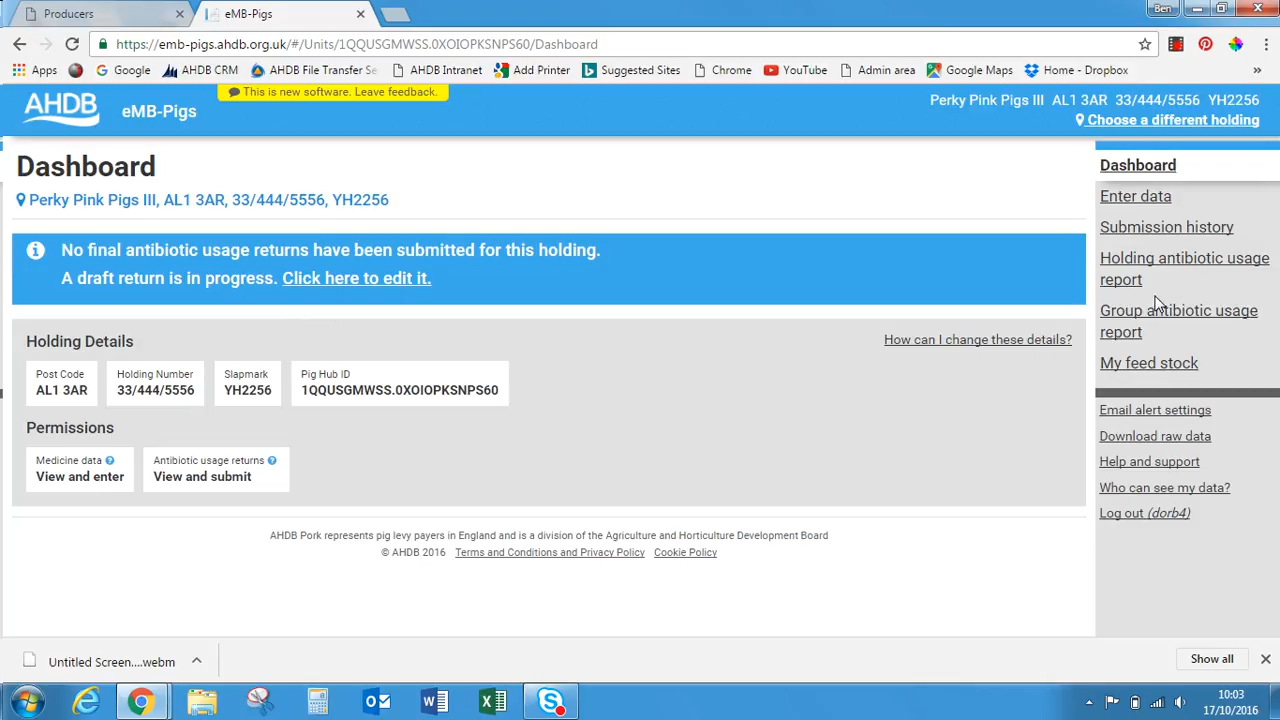 Producers
eMB-Pigs
Ben
https://emb-pigs.ahdb.org.uk/#/Units/1QQUSGMWSS.0XOIOPKSNPS60/Dashboard
Apps Google AHDB CRM AHDB File Transfer Se AHDB Intranet Add Printer Suggested Sites Chrome YouTube Admin area Google Maps Home - Dropbox »
AHDB eMB-Pigs
This is new software. Leave feedback.
Perky Pink Pigs III AL1 3AR 33/444/5556 YH2256
Choose a different holding
Dashboard
Perky Pink Pigs III, AL1 3AR, 33/444/5556, YH2256
No final antibiotic usage returns have been submitted for this holding.
A draft return is in progress. Click here to edit it.
Holding Details
How can I change these details?
Post Code
AL1 3AR
Holding Number
33/444/5556
Slapmark
YH2256
Pig Hub ID
1QQUSGMWSS.0XOIOPKSNPS60
Permissions
Medicine data ?
View and enter
Antibiotic usage returns ?
View and submit
AHDB Pork represents pig levy payers in England and is a division of the Agriculture and Horticulture Development Board
© AHDB 2016 Terms and Conditions and Privacy Policy Cookie Policy
Dashboard
Enter data
Submission history
Holding antibiotic usage
report
Group antibiotic usage
report
My feed stock
Email alert settings
Download raw data
Help and support
Who can see my data?
Log out (dorb4)
Untitled Screen....webm
Show all
10:03
17/10/2016